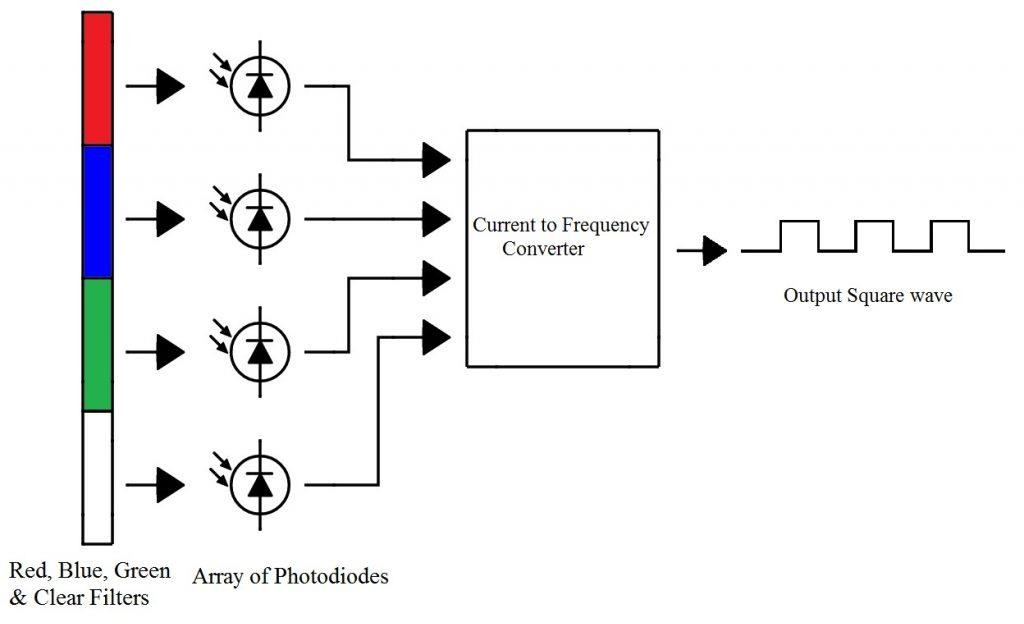 Current to Frequency
Converter
Output Square wave
Red, Blue, Green
& Clear Filters
Array of Photodiodes